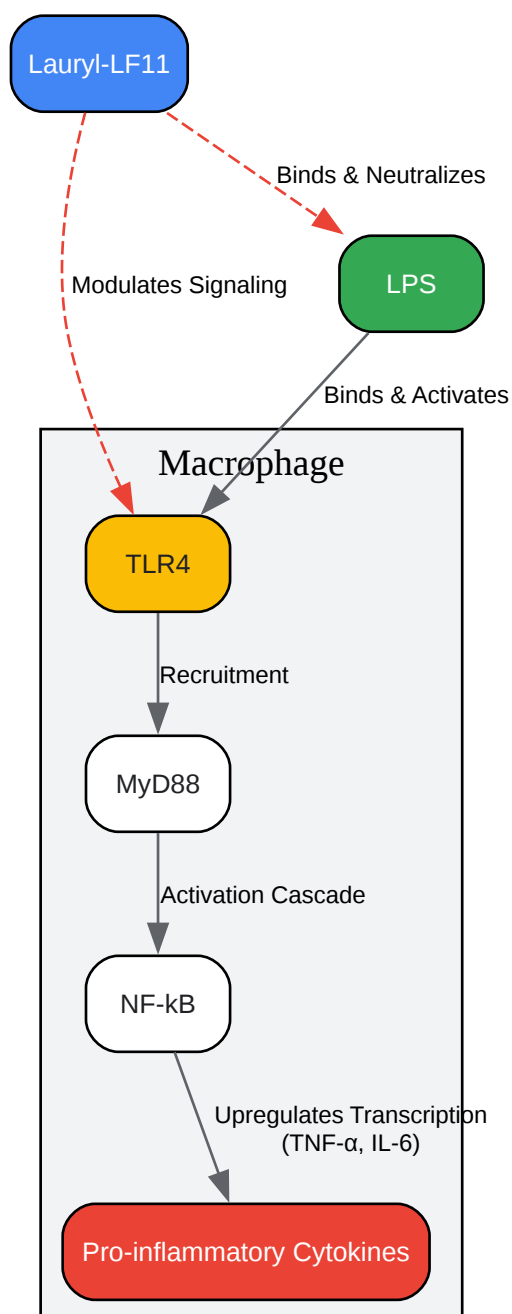 Lauryl-LF11
Binds & Neutralizes
LPS
Modulates Signaling
Binds & Activates
Macrophage
TLR4
Recruitment
MyD88
Activation Cascade
NF-kB
Upregulates Transcription
(TNF-α, IL-6)
Pro-inflammatory Cytokines